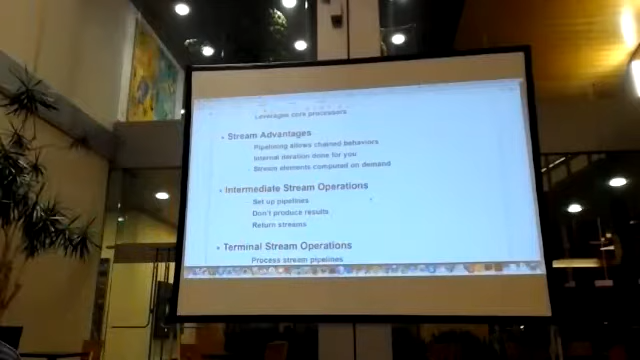 Leverages core processors
• Stream Advantages
Pipelining allows chained behaviors
Internal iteration done for you
Stream elements computed on demand
• Intermediate Stream Operations
Set up pipelines
Don't produce results
Return streams
• Terminal Stream Operations
Process stream pipelines